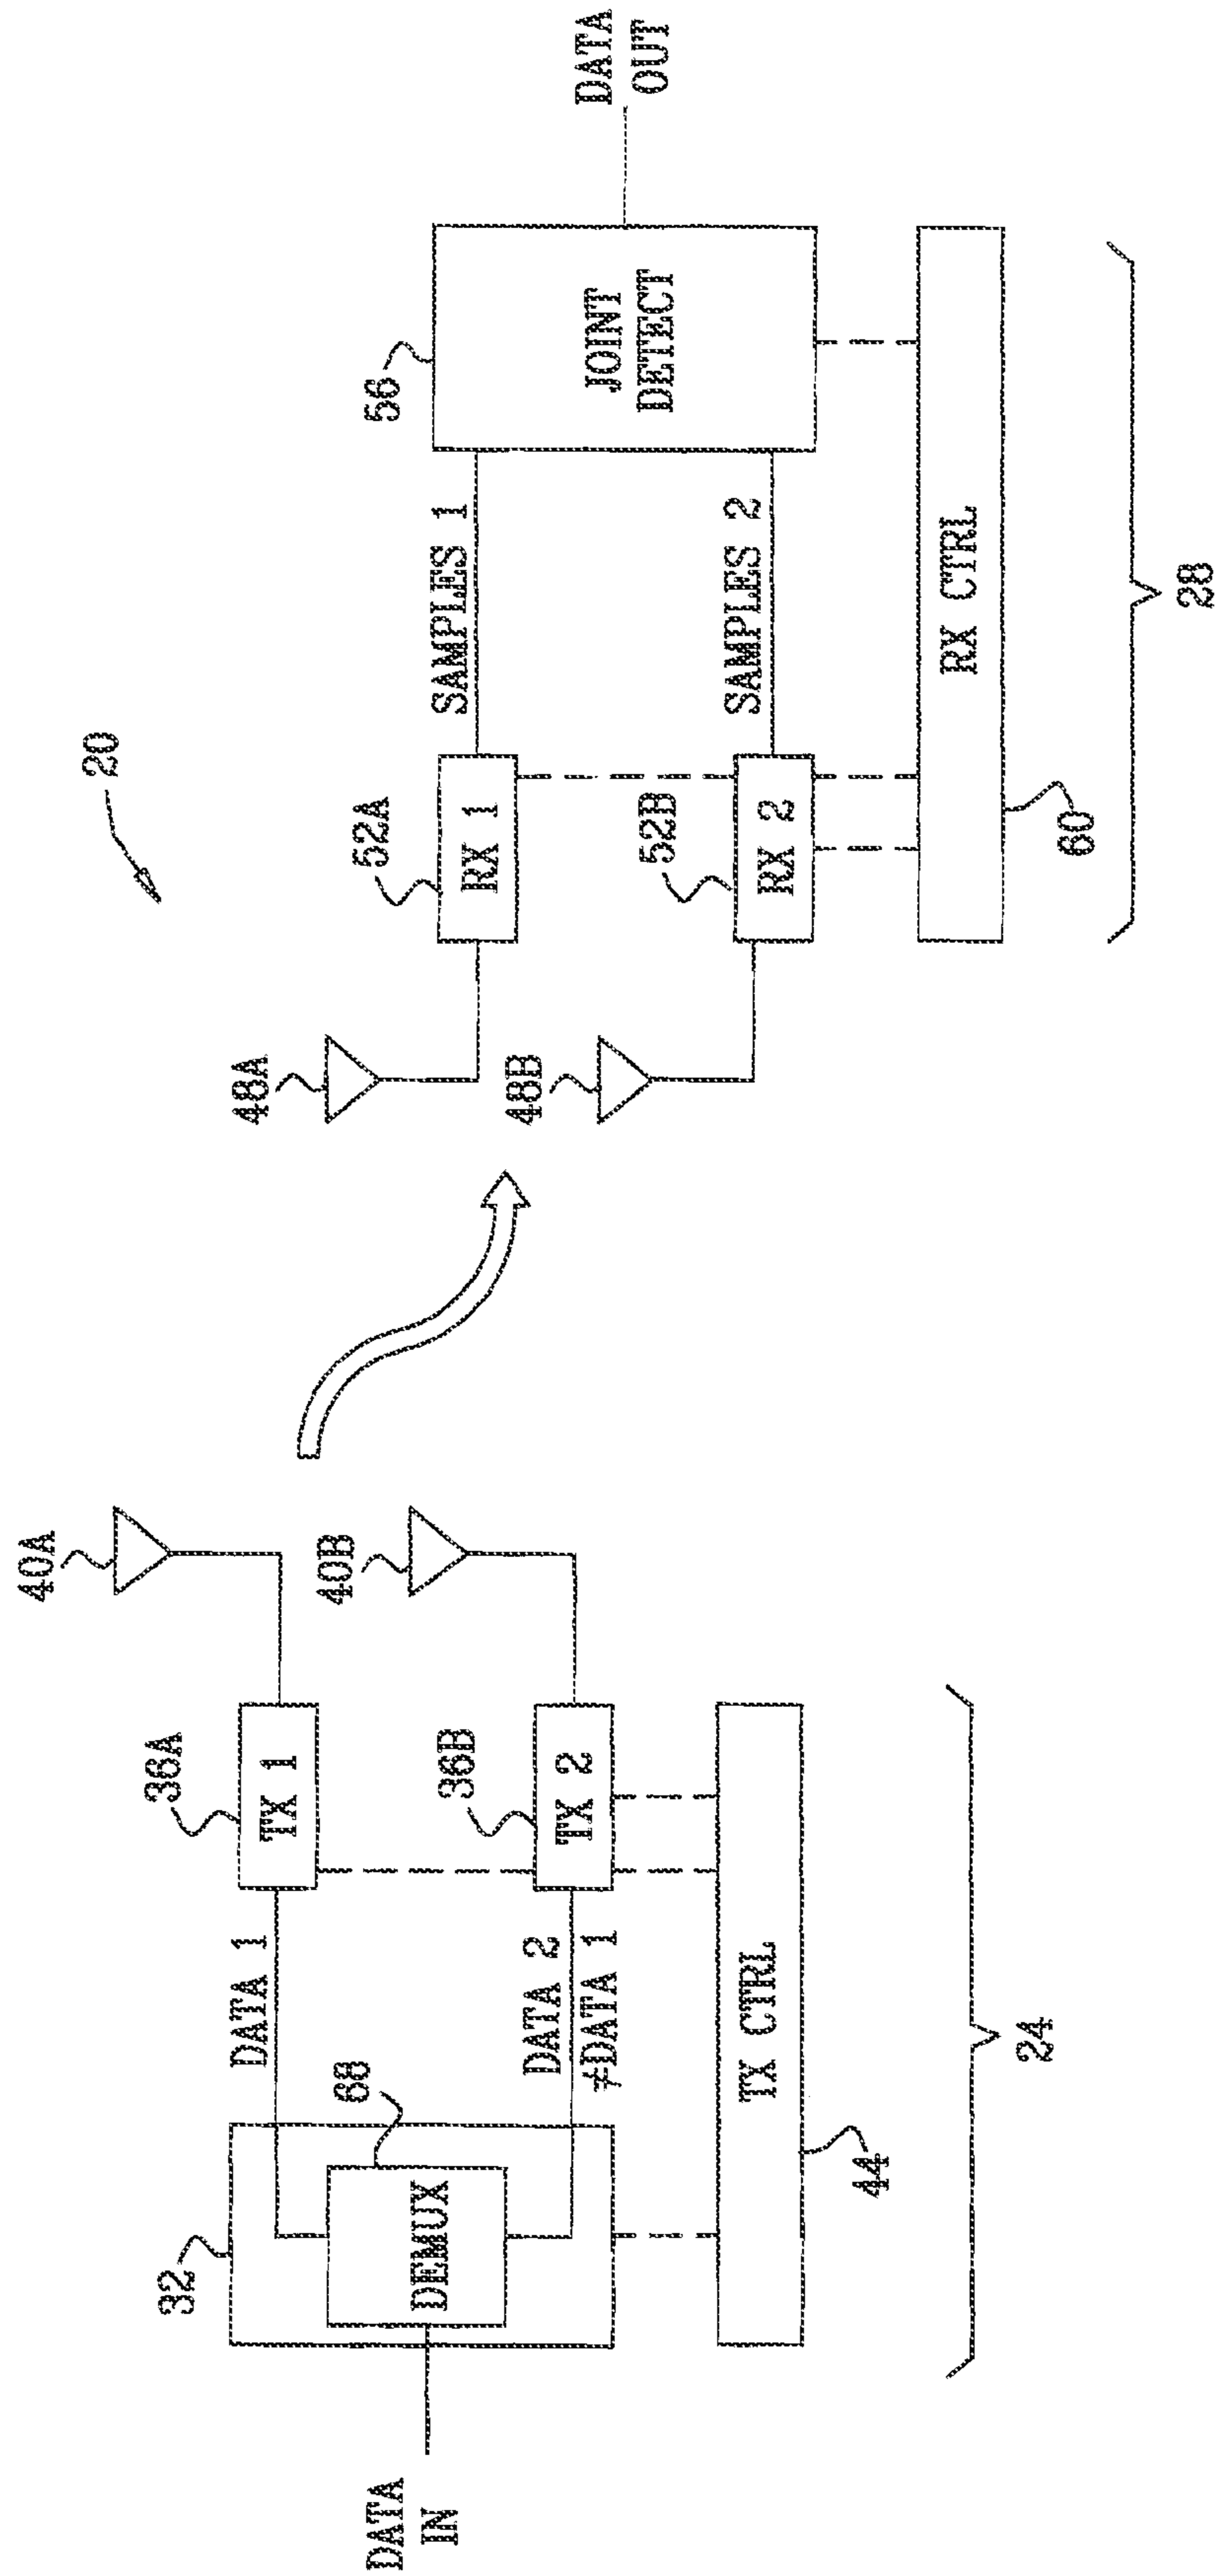 20
40A
36A
DATA 1
32
68
DEMUX
DATA
IN
40B
36B
TX 1
TX 2
DATA 2
≠DATA 1
TX CTRL
44
24
48A
52A
RX 1
SAMPLES 1
56
JOINT
DETECT
DATA
OUT
48B
52B
RX 2
SAMPLES 2
RX CTRL
60
28